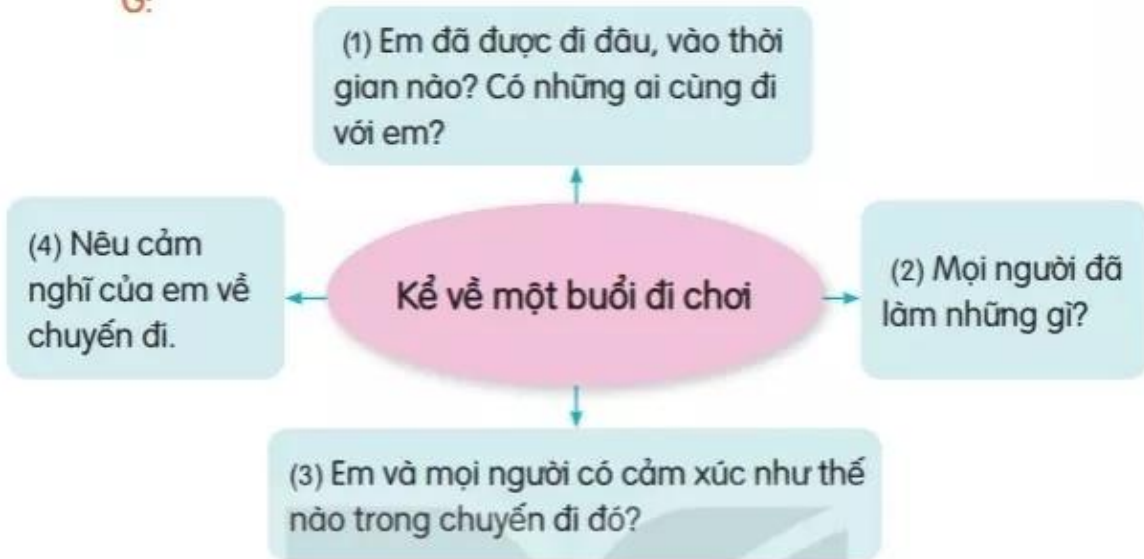 G:
(1) Em đã được đi đâu, vào thời
gian nào? Có những ai cùng đi
với em?
(4) Nêu cảm
nghĩ của em về
chuyến đi.
Kể về một buổi đi chơi
(2) Mọi người đã
làm những gì?
(3) Em và mọi người có cảm xúc như thế
nào trong chuyến đi đó?